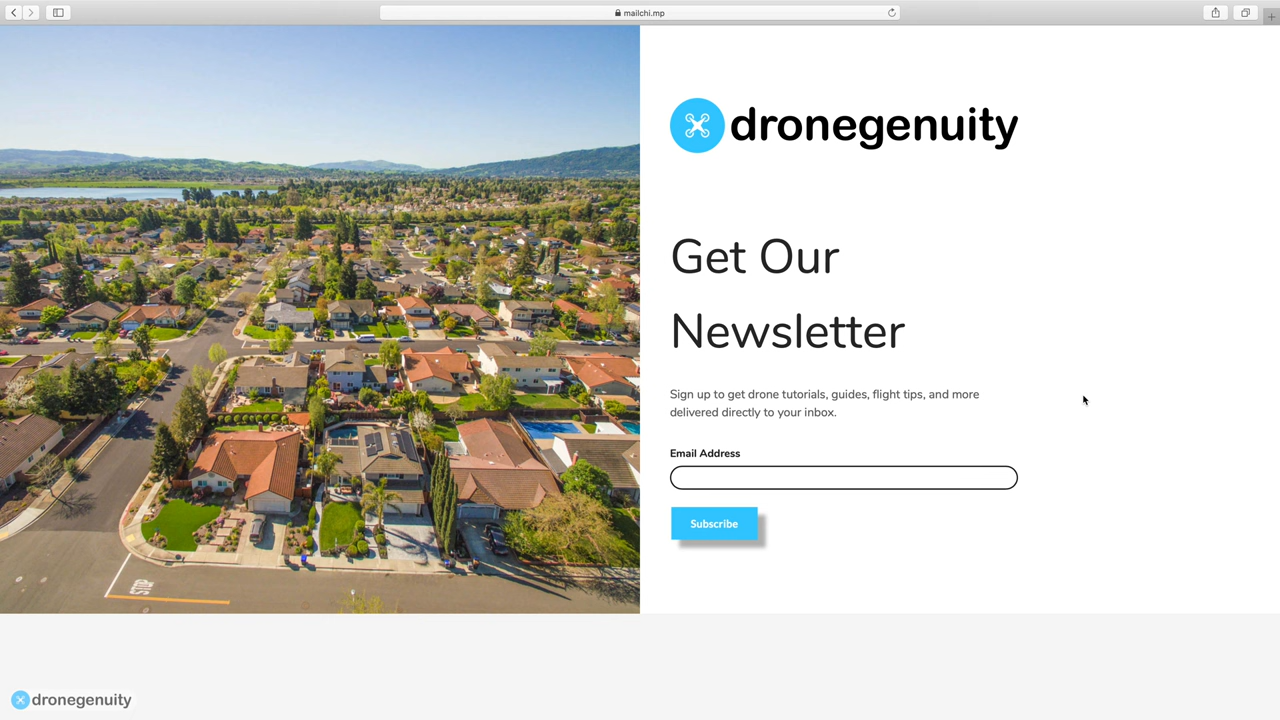 mailchi.mp
dronegenuity
Get Our
Newsletter
Sign up to get drone tutorials, guides, flight tips, and more
delivered directly to your inbox.
Email Address
Subscribe
STOP
dronegenuity